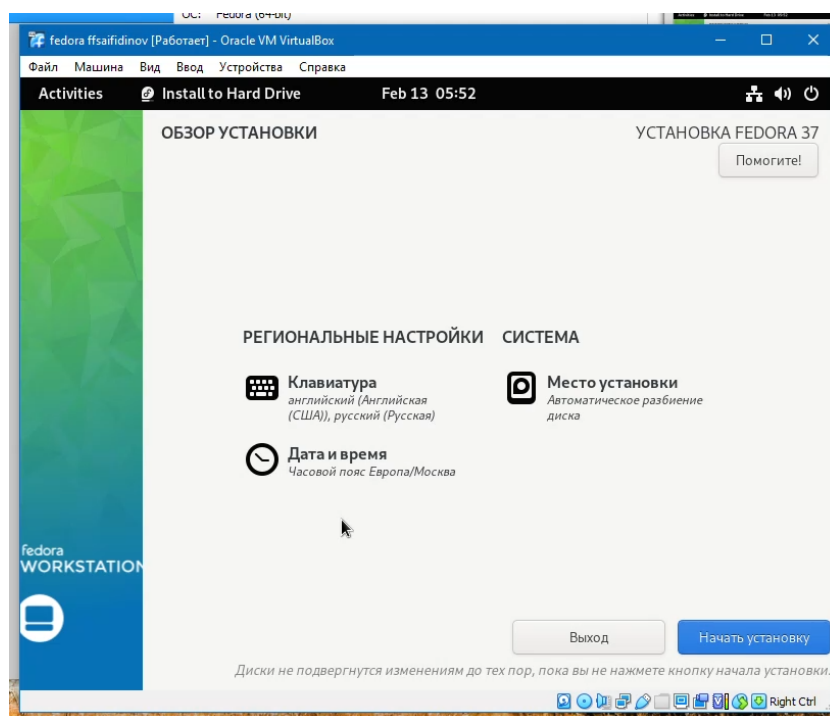 ОС: Fedora (64-bit)
fedora ffsaifidinov [Работает] - Oracle VM VirtualBox
Файл Машина Вид Ввод Устройства Справка
Activities Install to Hard Drive Feb 13 05:52
ОБЗОР УСТАНОВКИ УСТАНОВКА FEDORA 37
Помогите!
РЕГИОНАЛЬНЫЕ НАСТРОЙКИ СИСТЕМА
Клавиатура Место установки
английский (Английская Автоматическое разбиение
(США)), русский (Русская) диска
Дата и время
Часовой пояс Европа/Москва
fedora
WORKSTATION
Выход Начать установку
Диски не подвергнутся изменениям до тех пор, пока вы не нажмете кнопку начала установки.
Right Ctrl